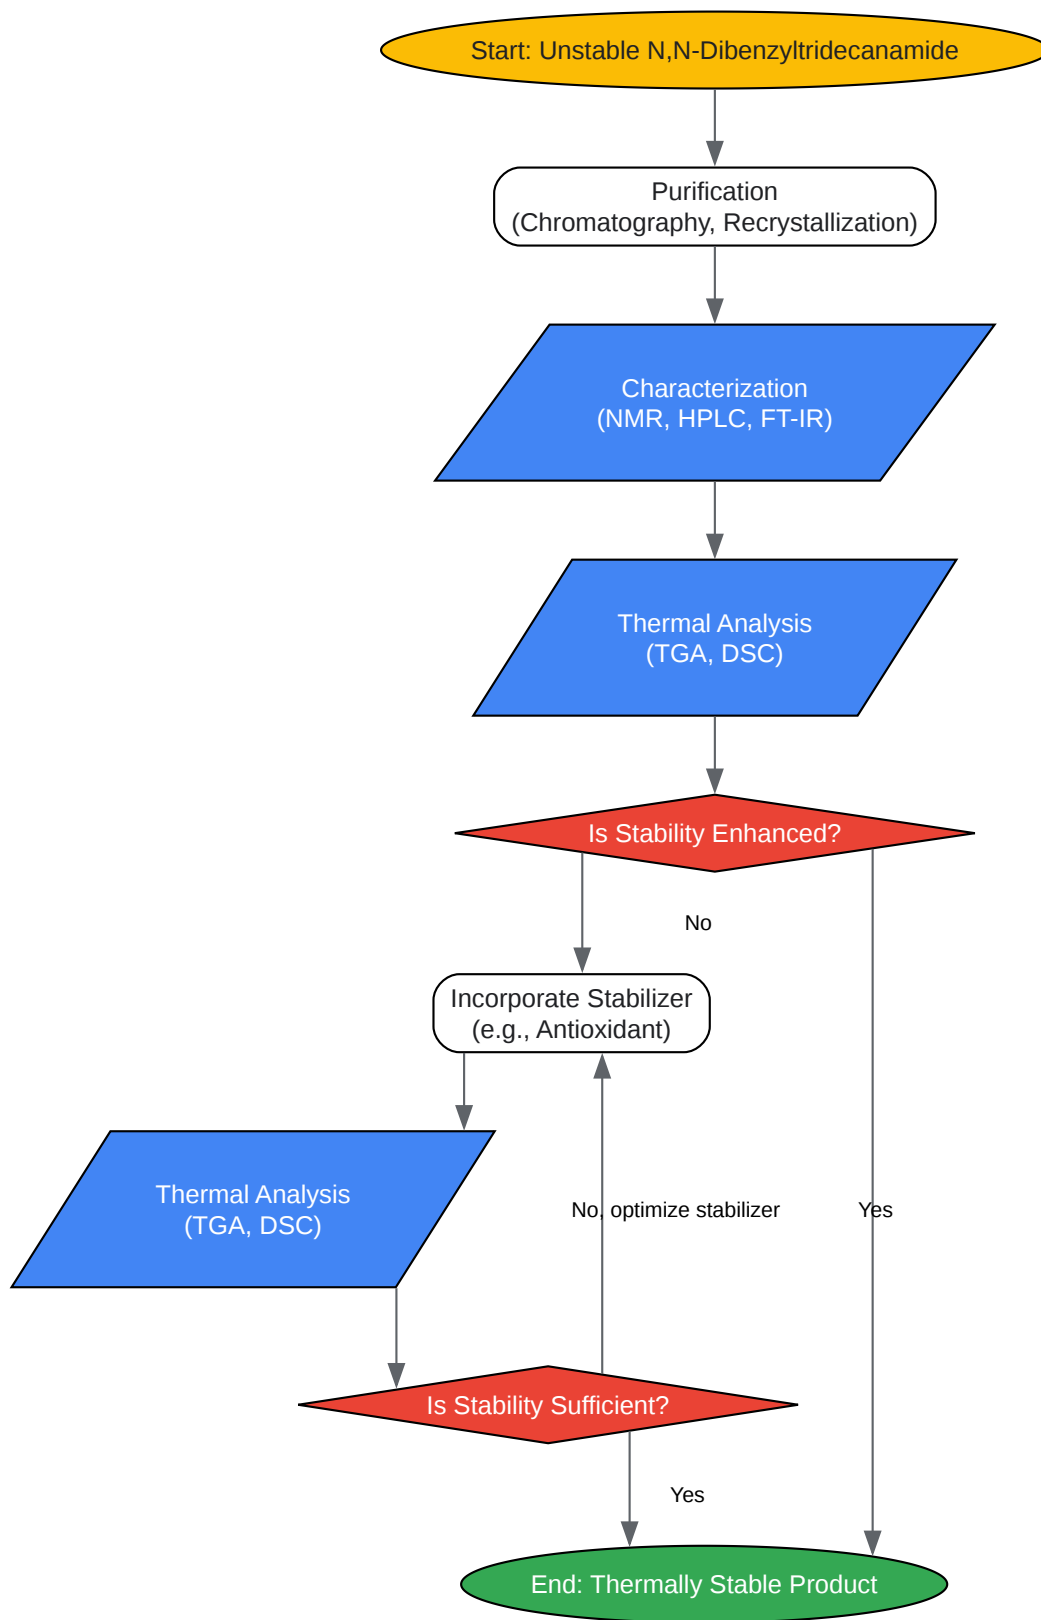 Start: Unstable N,N-Dibenzyltridecanamide
Purification
(Chromatography, Recrystallization)
Characterization
(NMR, HPLC, FT-IR)
Thermal Analysis
(TGA, DSC)
Is Stability Enhanced?
No
Incorporate Stabilizer
(e.g., Antioxidant)
Thermal Analysis
(TGA, DSC)
No, optimize stabilizer
Yes
Is Stability Sufficient?
Yes
End: Thermally Stable Product